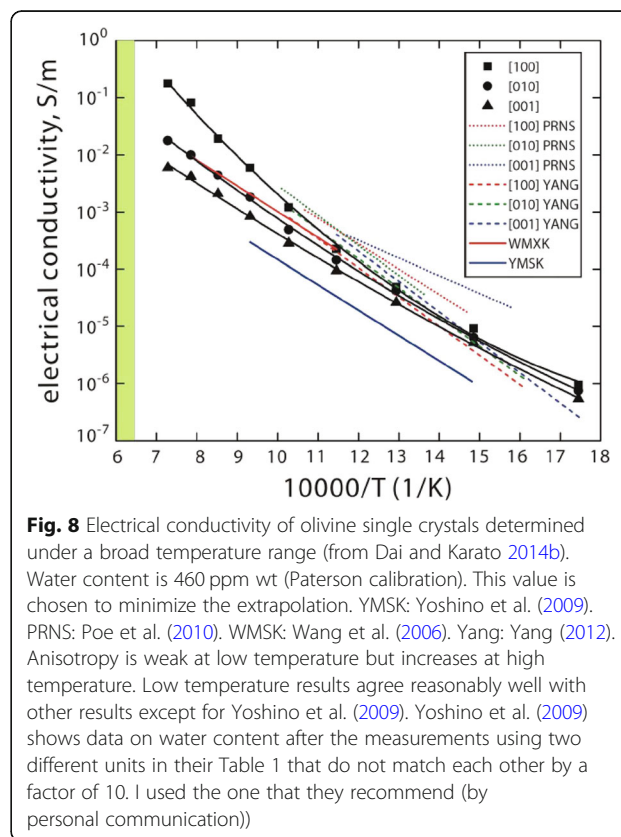 10⁰
10⁻¹
10⁻²
10⁻³
10⁻⁴
10⁻⁵
10⁻⁶
10⁻⁷
electrical conductivity, S/m
[100]
[010]
[001]
[100] PRNS
[010] PRNS
[001] PRNS
[100] YANG
[010] YANG
[001] YANG
WMXK
YMSK
6 7 8 9 10 11 12 13 14 15 16 17 18
10000/T (1/K)
Fig. 8 Electrical conductivity of olivine single crystals determined
under a broad temperature range (from Dai and Karato 2014b).
Water content is 460 ppm wt (Paterson calibration). This value is
chosen to minimize the extrapolation. YMSK: Yoshino et al. (2009).
PRNS: Poe et al. (2010). WMSK: Wang et al. (2006). Yang: Yang (2012).
Anisotropy is weak at low temperature but increases at high
temperature. Low temperature results agree reasonably well with
other results except for Yoshino et al. (2009). Yoshino et al. (2009)
shows data on water content after the measurements using two
different units in their Table 1 that do not match each other by a
factor of 10. I used the one that they recommend (by
personal communication))